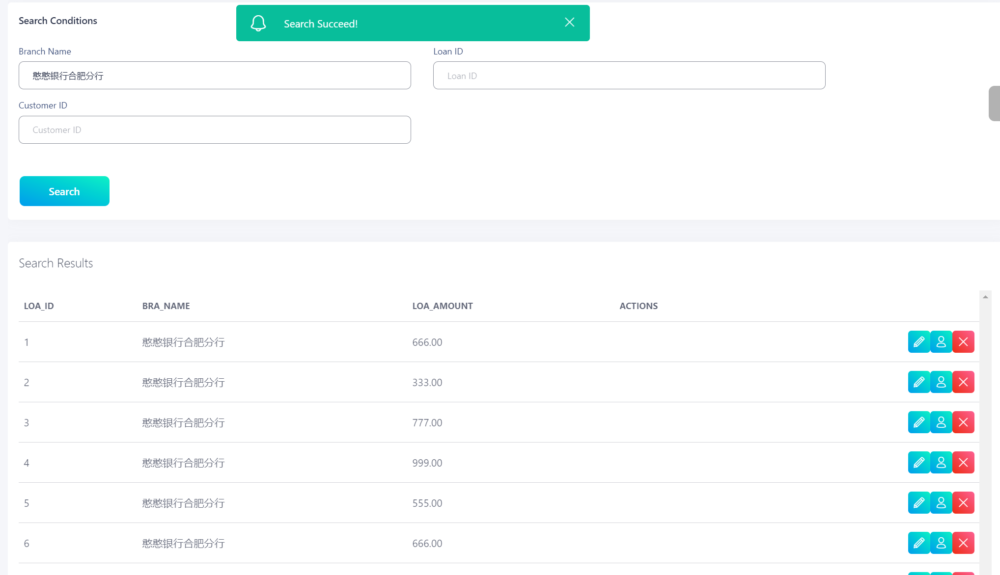 Search Conditions
Search Succeed!
Branch Name
Loan ID
憨憨银行合肥分行
Loan ID
Customer ID
Customer ID
Search
Search Results
LOA_ID BRA_NAME LOA_AMOUNT ACTIONS
1 憨憨银行合肥分行 666.00
2 憨憨银行合肥分行 333.00
3 憨憨银行合肥分行 777.00
4 憨憨银行合肥分行 999.00
5 憨憨银行合肥分行 555.00
6 憨憨银行合肥分行 666.00